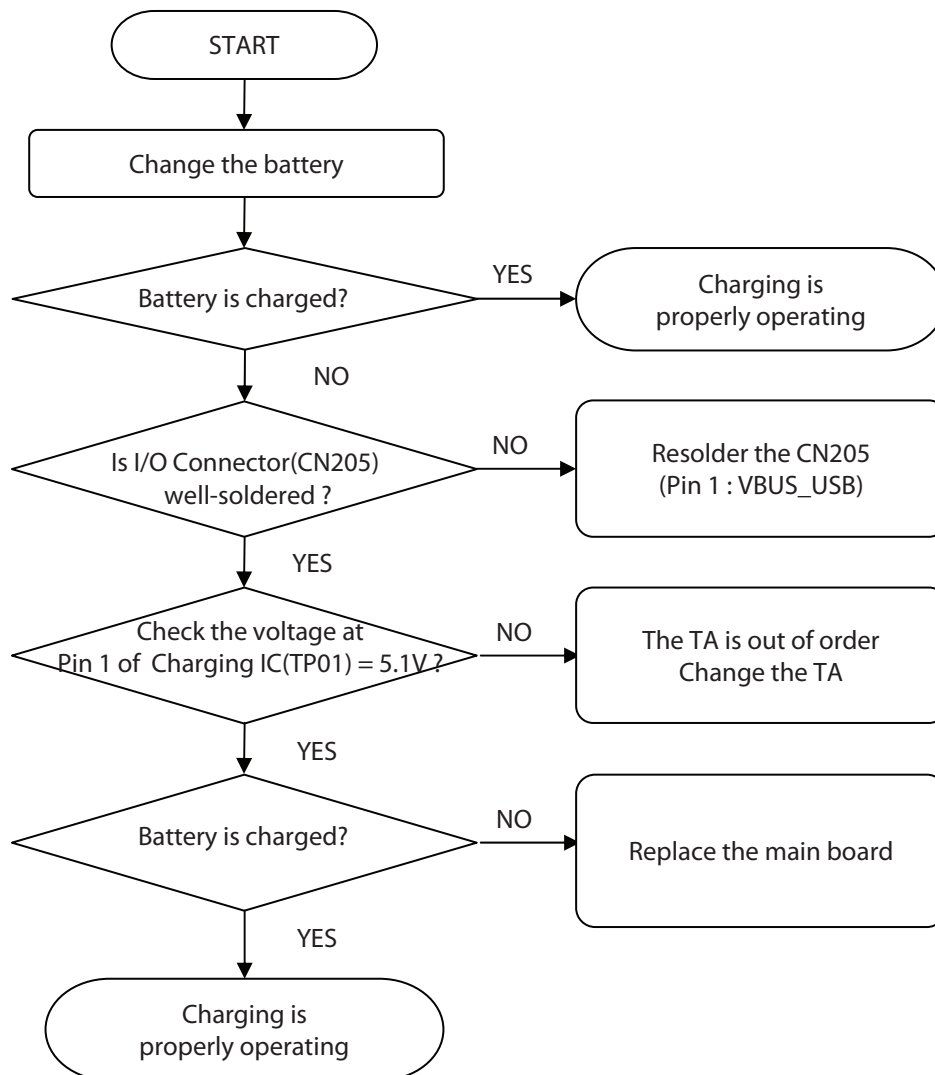 START
Change the battery
Battery is charged?
YES
Charging is
properly operating
NO
Is I/O Connector(CN205)
well-soldered ?
NO
Resolder the CN205
(Pin 1 : VBUS_USB)
YES
Check the voltage at
Pin 1 of Charging IC(TP01) = 5.1V ?
NO
The TA is out of order
Change the TA
YES
Battery is charged?
NO
Replace the main board
YES
Charging is
properly operating